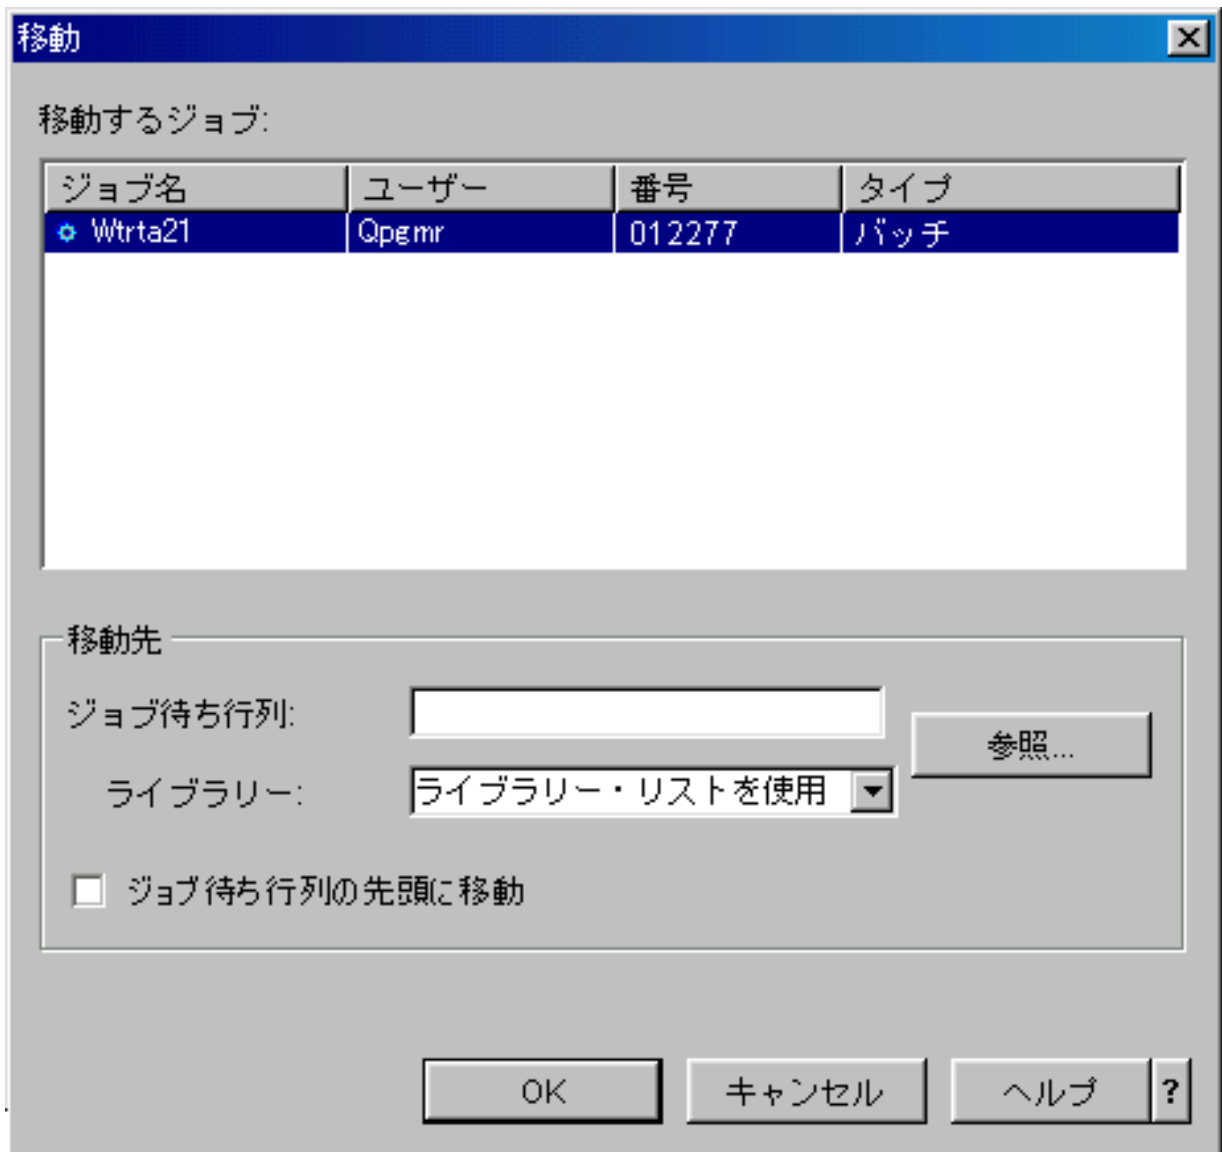 移動
移動するジョブ:
ジョブ名 ユーザー 番号 タイプ
Wtrta21 Qpgmr 012277 バッチ
移動先
ジョブ待ち行列:
参照...
ライブラリー: ライブラリー・リストを使用
ジョブ待ち行列の先頭に移動
OK キャンセル ヘルプ ?